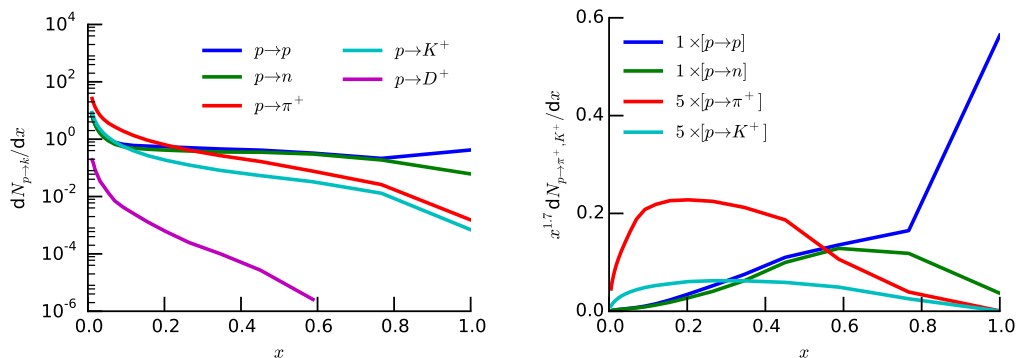 dN_{p→k}/dx
10^4
10^2
10^0
10^{-2}
10^{-4}
10^{-6}
p→p
p→n
p→π^+
p→K^+
p→D^+
0.0 0.2 0.4 0.6 0.8 1.0
x
x^{1.7} dN_{p→π^+,K^+}/dx
0.6
0.4
0.2
0.0
1×[p→p]
1×[p→n]
5×[p→π^+]
5×[p→K^+]
0.0 0.2 0.4 0.6 0.8 1.0
x